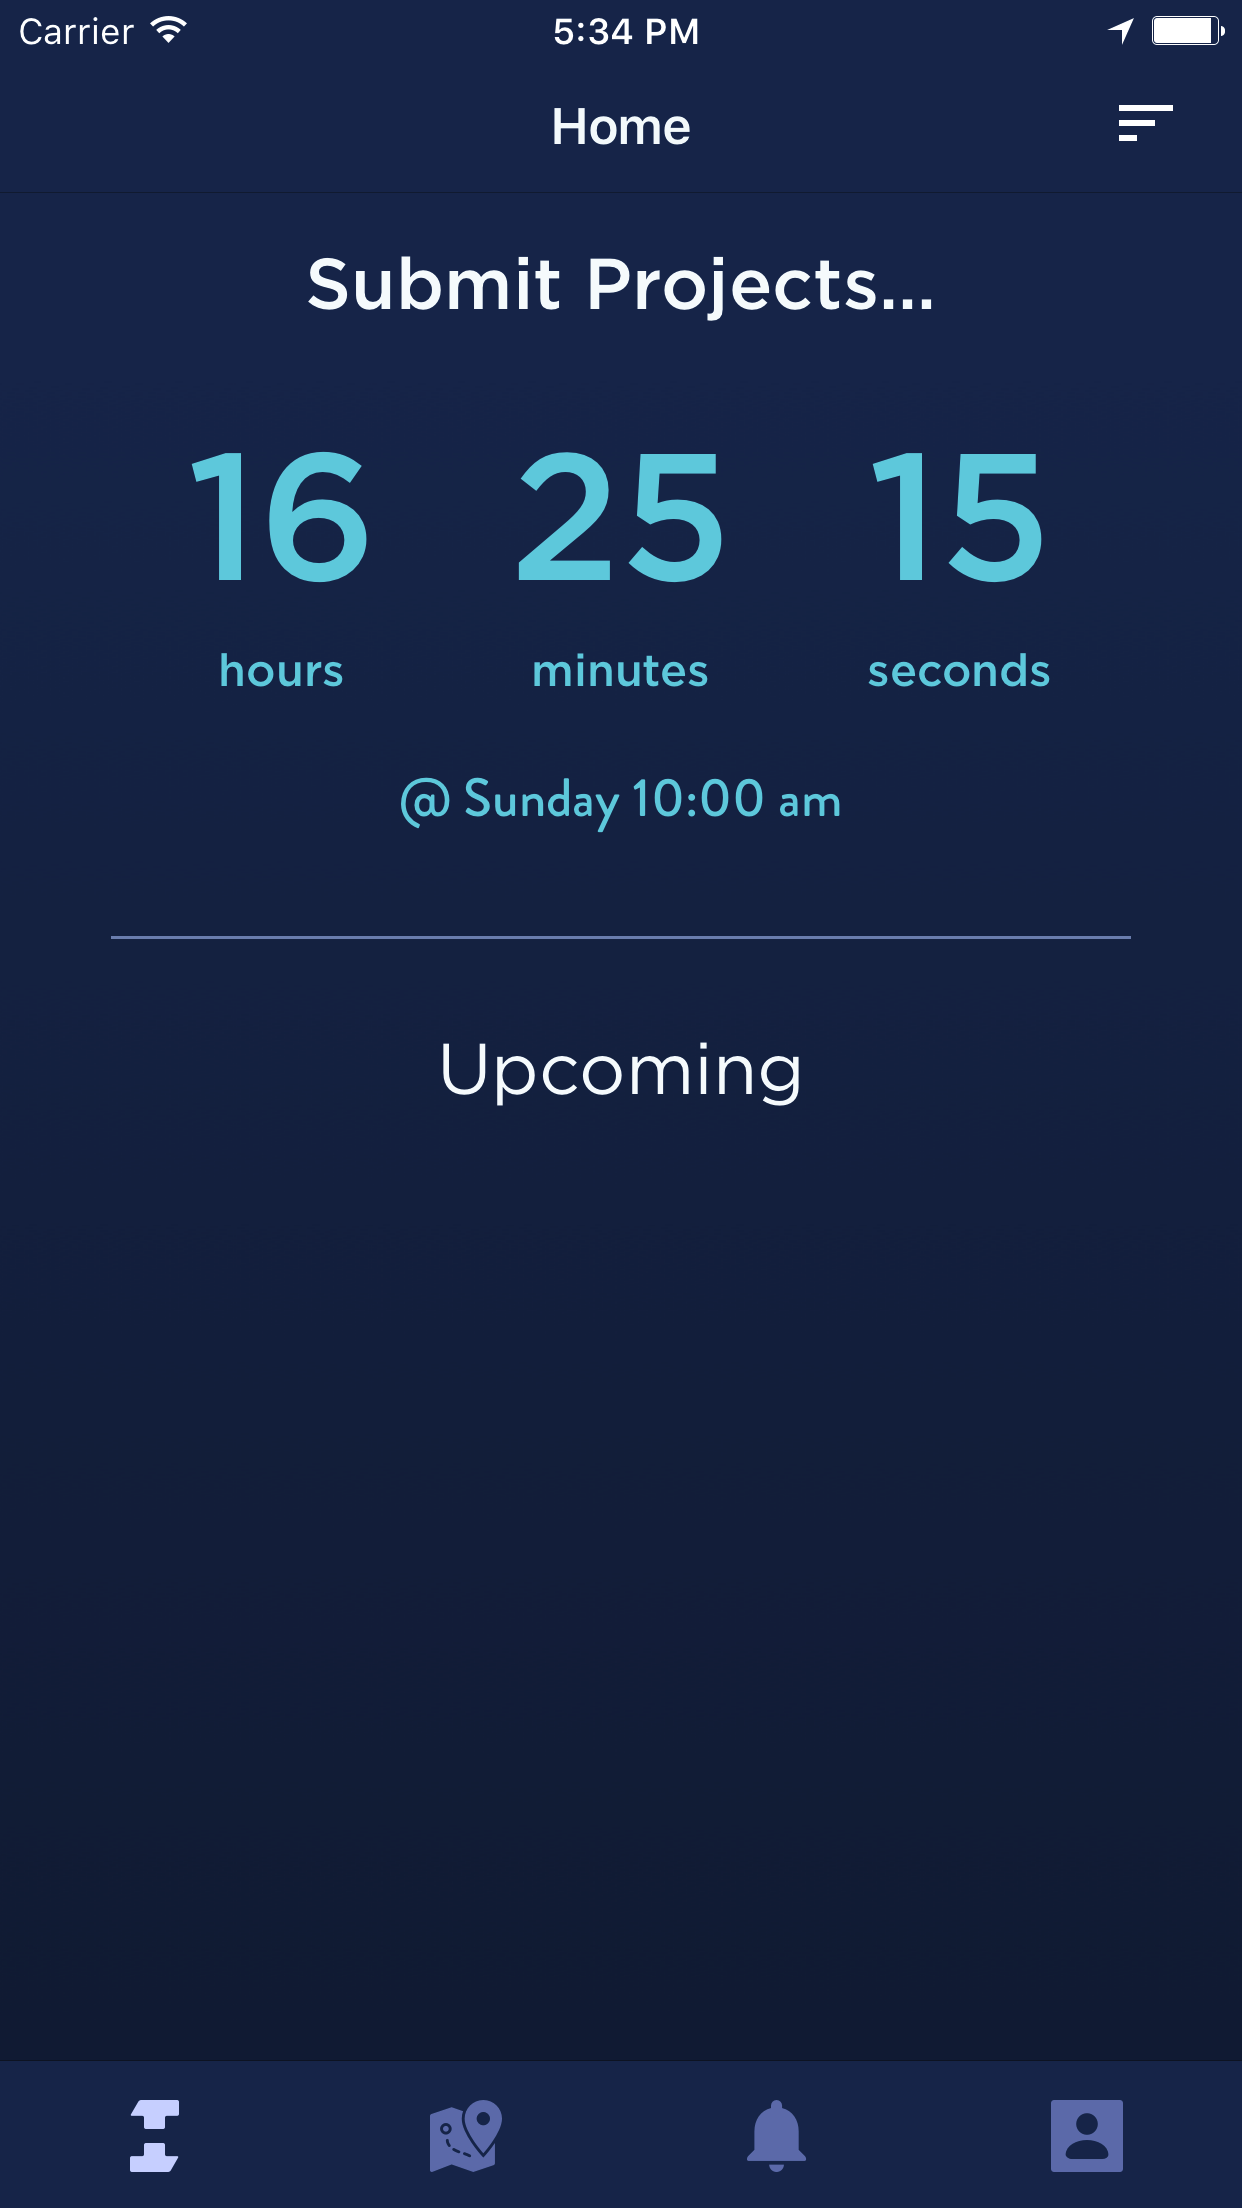 Carrier 5:34 PM
Home
Submit Projects...
16 25 15
hours minutes seconds
@ Sunday 10:00 am
Upcoming